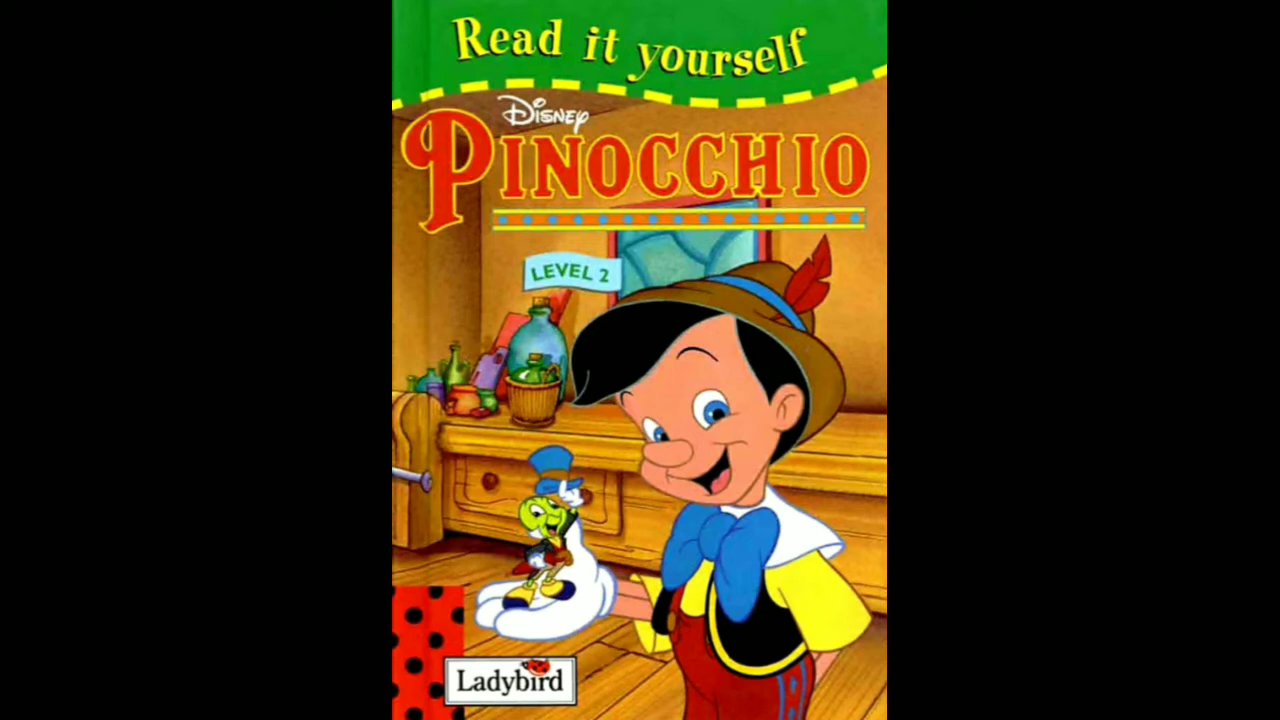 Read it yourself
Disney
PINOCCHIO
LEVEL 2
Ladybird